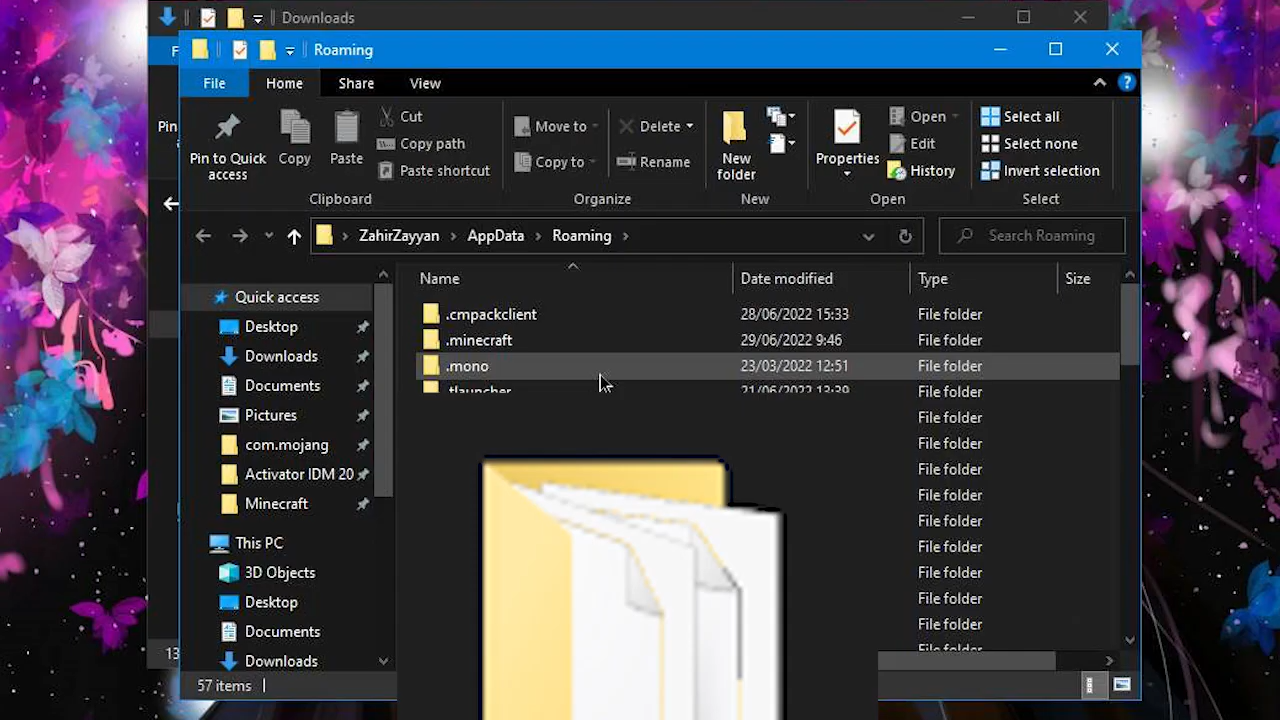 Downloads
F
Roaming
File
Home
Share
View
Pin
Pin to Quick
access
Copy
Paste
Cut
Copy path
Paste shortcut
Clipboard
Move to
Copy to
Delete
Rename
Organize
New
folder
New
Properties
Open
Edit
History
Open
Select all
Select none
Invert selection
Select
ZahirZayyan
AppData
Roaming
Search Roaming
Name
Date modified
Type
Size
.cmpackclient
28/06/2022 15:33
File folder
.minecraft
29/06/2022 9:46
File folder
.mono
23/03/2022 12:51
File folder
.tlauncher
21/06/2022 13:39
File folder
File folder
File folder
File folder
File folder
File folder
File folder
File folder
File folder
File folder
File folder
Quick access
Desktop
Downloads
Documents
Pictures
com.mojang
Activator IDM 20
Minecraft
This PC
3D Objects
Desktop
Documents
Downloads
13
57 items